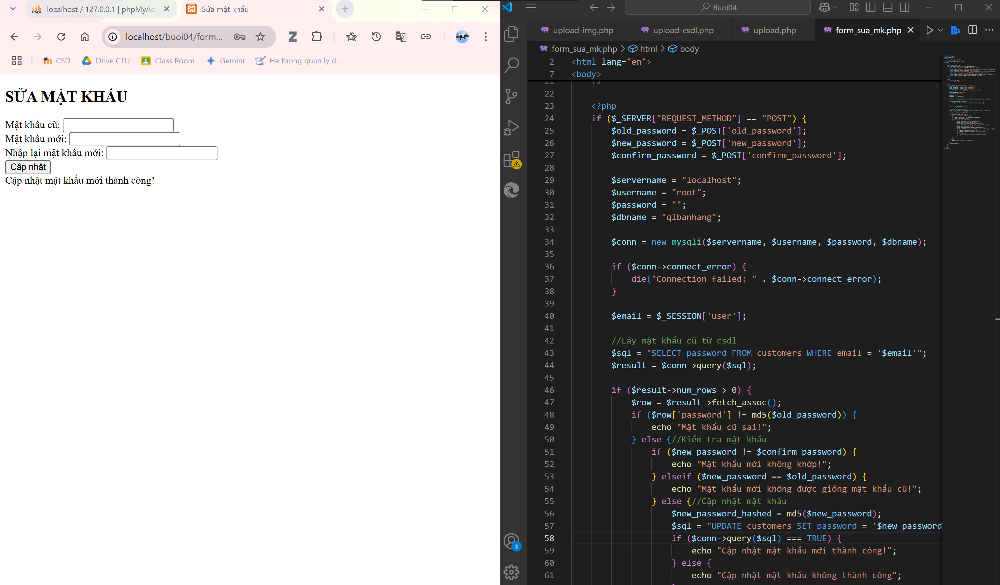 localhost / 127.0.0.1 | phpMyAd
Sửa mật khẩu
localhost/buoi04/form...
CSD
Drive CTU
Class Room
Gemini
He thong quan ly d...
SỬA MẬT KHẨU
Mật khẩu cũ:
Mật khẩu mới:
Nhập lại mật khẩu mới:
Cập nhật
Cập nhật mật khẩu mới thành công!
Buoi04
upload-img.php
upload-csdl.php
upload.php
form_sua_mk.php
form_sua_mk.php > html > body
2 <html lang="en">
7 <body>
21 ?>
22
23 <?php
24 if ($_SERVER["REQUEST_METHOD"] == "POST") {
25 $old_password = $_POST['old_password'];
26 $new_password = $_POST['new_password'];
27 $confirm_password = $_POST['confirm_password'];
28
29 $servername = "localhost";
30 $username = "root";
31 $password = "";
32 $dbname = "qlbanhang";
33
34 $conn = new mysqli($servername, $username, $password, $dbname);
35
36 if ($conn->connect_error) {
37 die("Connection failed: " . $conn->connect_error);
38 }
39
40 $email = $_SESSION['user'];
41
42 //Lấy mật khẩu cũ từ csdl
43 $sql = "SELECT password FROM customers WHERE email = '$email'";
44 $result = $conn->query($sql);
45
46 if ($result->num_rows > 0) {
47 $row = $result->fetch_assoc();
48 if ($row['password'] != md5($old_password)) {
49 echo "Mật khẩu cũ sai!";
50 } else {//Kiểm tra mật khẩu
51 if ($new_password != $confirm_password) {
52 echo "Mật khẩu mới không khớp!";
53 } elseif ($new_password == $old_password) {
54 echo "Mật khẩu mới không được giống mật khẩu cũ!";
55 } else {//Cập nhật mật khẩu
56 $new_password_hashed = md5($new_password);
57 $sql = "UPDATE customers SET password = '$new_password
58 if ($conn->query($sql) === TRUE) {
59 echo "Cập nhật mật khẩu mới thành công!";
60 } else {
61 echo "Cập nhật mật khẩu không thành công";
PMA
1